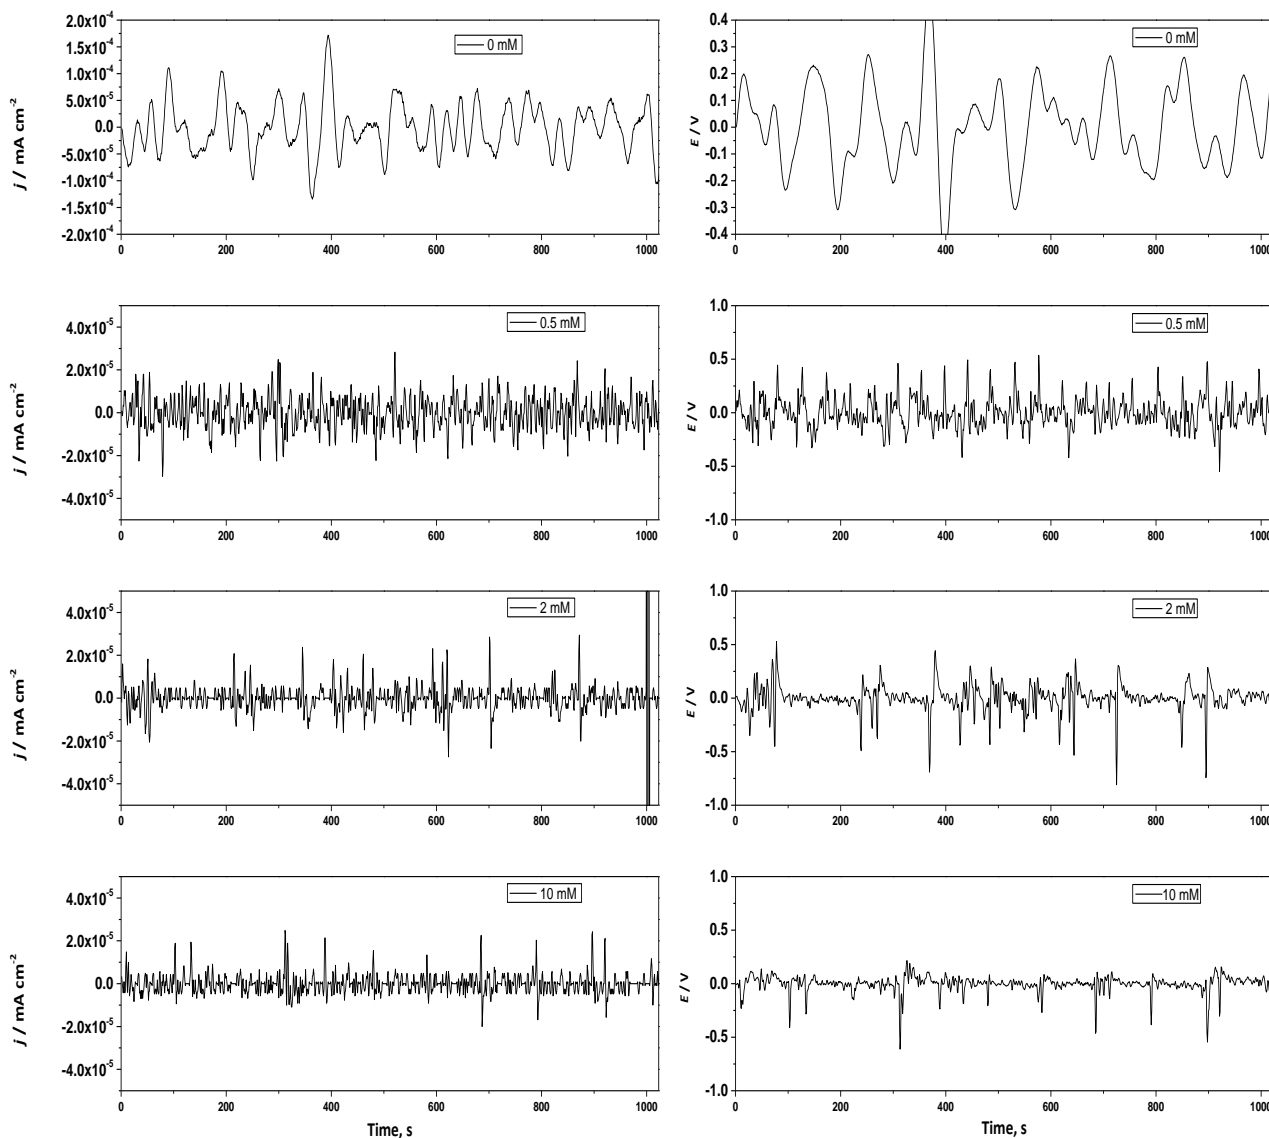 2.0x10⁻⁴
1.5x10⁻⁴
1.0x10⁻⁴
5.0x10⁻⁵
0.0
-5.0x10⁻⁵
-1.0x10⁻⁴
-1.5x10⁻⁴
-2.0x10⁻⁴
j / mA cm⁻²
0 mM
0 200 400 600 800 1000
0.4
0.3
0.2
0.1
0.0
-0.1
-0.2
-0.3
-0.4
E / V
0 mM
0 200 400 600 800 1000
4.0x10⁻⁵
2.0x10⁻⁵
0.0
-2.0x10⁻⁵
-4.0x10⁻⁵
j / mA cm⁻²
0.5 mM
0 200 400 600 800 1000
1.0
0.5
0.0
-0.5
-1.0
E / V
0.5 mM
0 200 400 600 800 1000
4.0x10⁻⁵
2.0x10⁻⁵
0.0
-2.0x10⁻⁵
-4.0x10⁻⁵
j / mA cm⁻²
2 mM
0 200 400 600 800 1000
1.0
0.5
0.0
-0.5
-1.0
E / V
2 mM
0 200 400 600 800 1000
4.0x10⁻⁵
2.0x10⁻⁵
0.0
-2.0x10⁻⁵
-4.0x10⁻⁵
j / mA cm⁻²
10 mM
0 200 400 600 800 1000
Time, s
1.0
0.5
0.0
-0.5
-1.0
E / V
10 mM
0 200 400 600 800 1000
Time, s